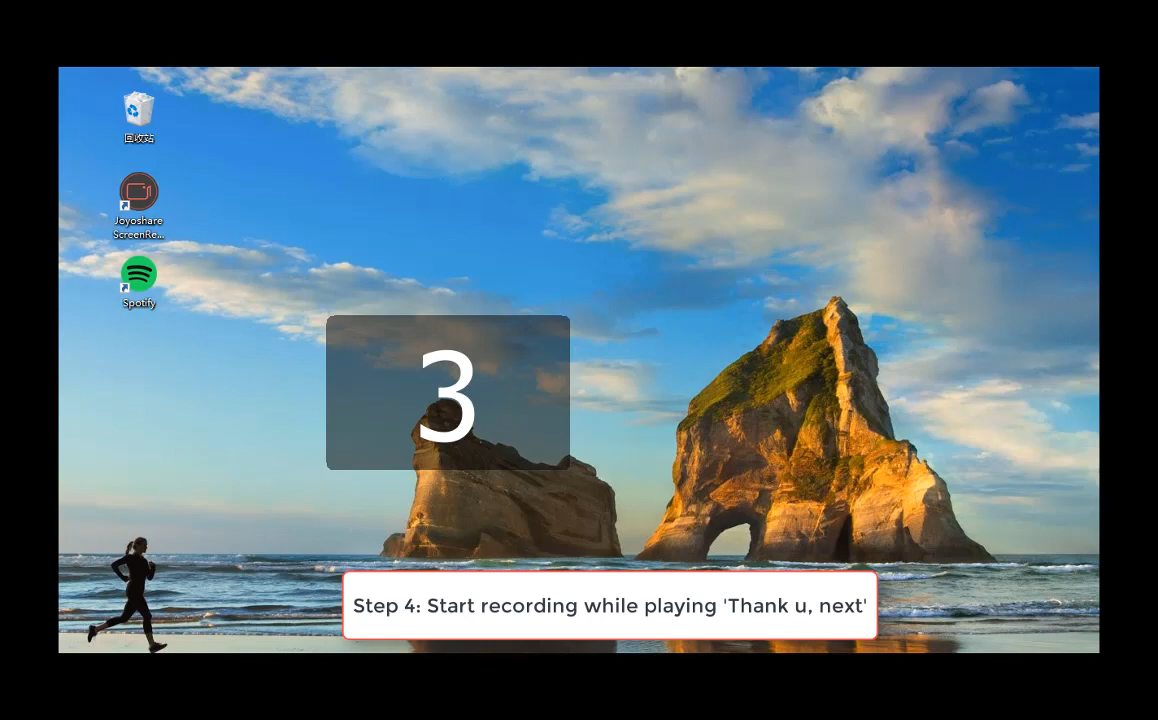 回收站
Joyoshare
ScreenRe...
Spotify
3
Step 4: Start recording while playing 'Thank u, next'